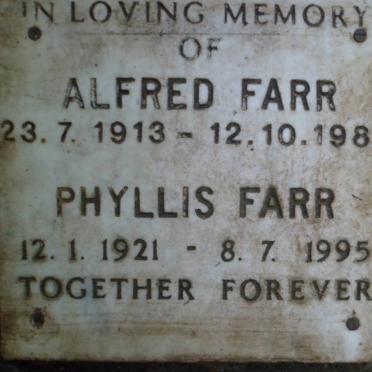 IN LOVING MEMORY
OF
ALFRED FARR
23.7.1913 - 12.10.198
PHYLLIS FARR
12.1.1921 - 8.7.1995
TOGETHER FOREVER